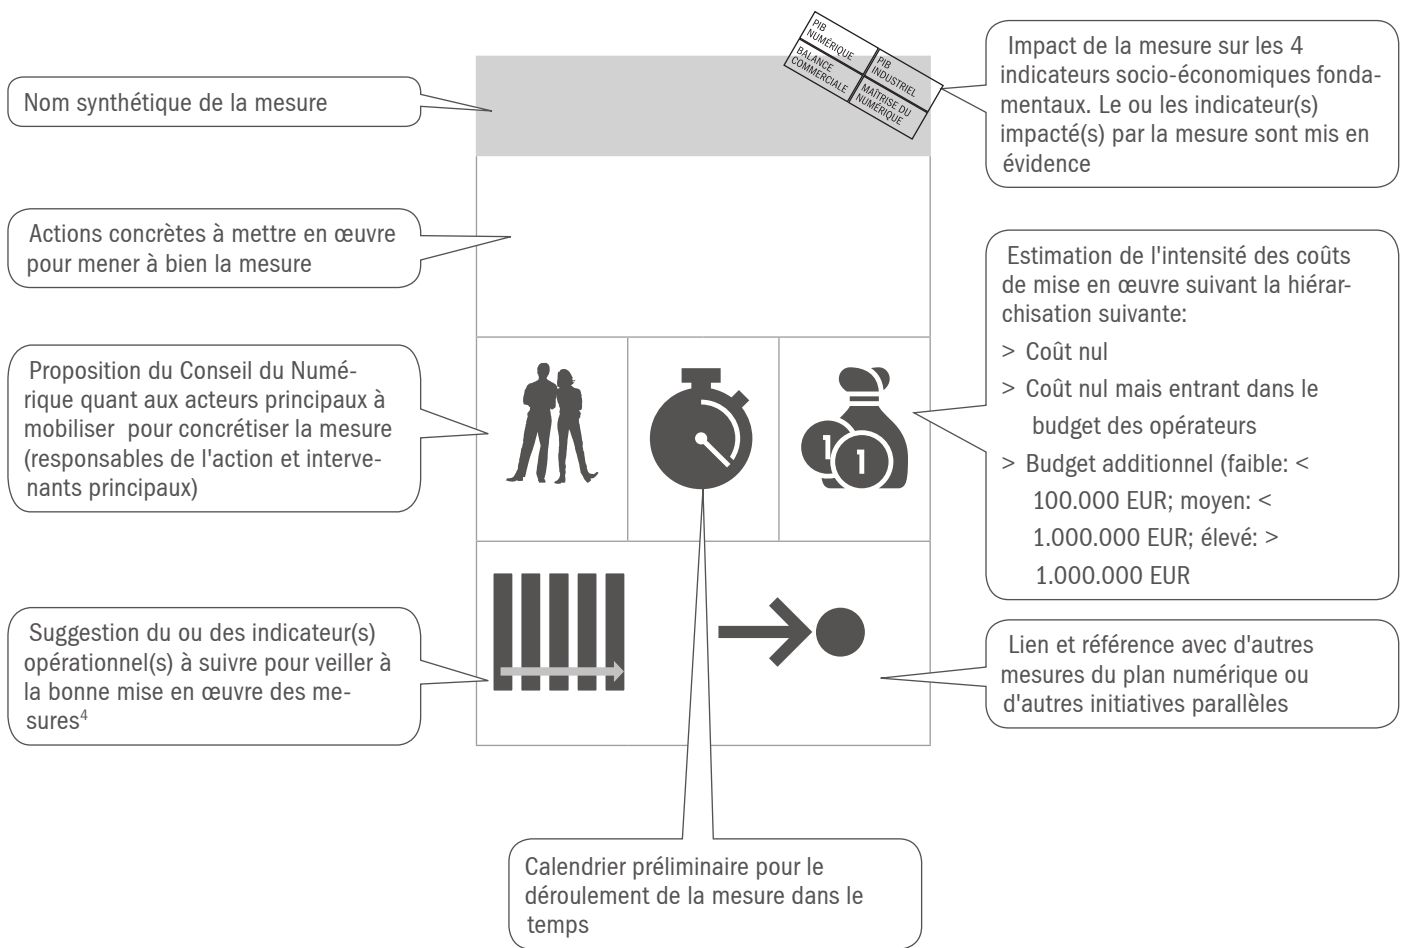 Nom synthétique de la mesure
PIB
NUMÉRIQUE
PIB
INDUSTRIEL
BALANCE
COMMERCIALE
MAÎTRISE DU
NUMÉRIQUE
Impact de la mesure sur les 4
indicateurs socio-économiques fonda-
mentaux. Le ou les indicateur(s)
impacté(s) par la mesure sont mis en
évidence
Actions concrètes à mettre en œuvre
pour mener à bien la mesure
Estimation de l'intensité des coûts
de mise en œuvre suivant la hiérar-
chisation suivante:
> Coût nul
> Coût nul mais entrant dans le
budget des opérateurs
> Budget additionnel (faible: <
100.000 EUR; moyen: <
1.000.000 EUR; élevé: >
1.000.000 EUR
Proposition du Conseil du Numé-
rique quant aux acteurs principaux à
mobiliser pour concrétiser la mesure
(responsables de l'action et interve-
nants principaux)
1 1
Suggestion du ou des indicateur(s)
opérationnel(s) à suivre pour veiller à
la bonne mise en œuvre des me-
sures4
Lien et référence avec d'autres
mesures du plan numérique ou
d'autres initiatives parallèles
Calendrier préliminaire pour le
déroulement de la mesure dans le
temps